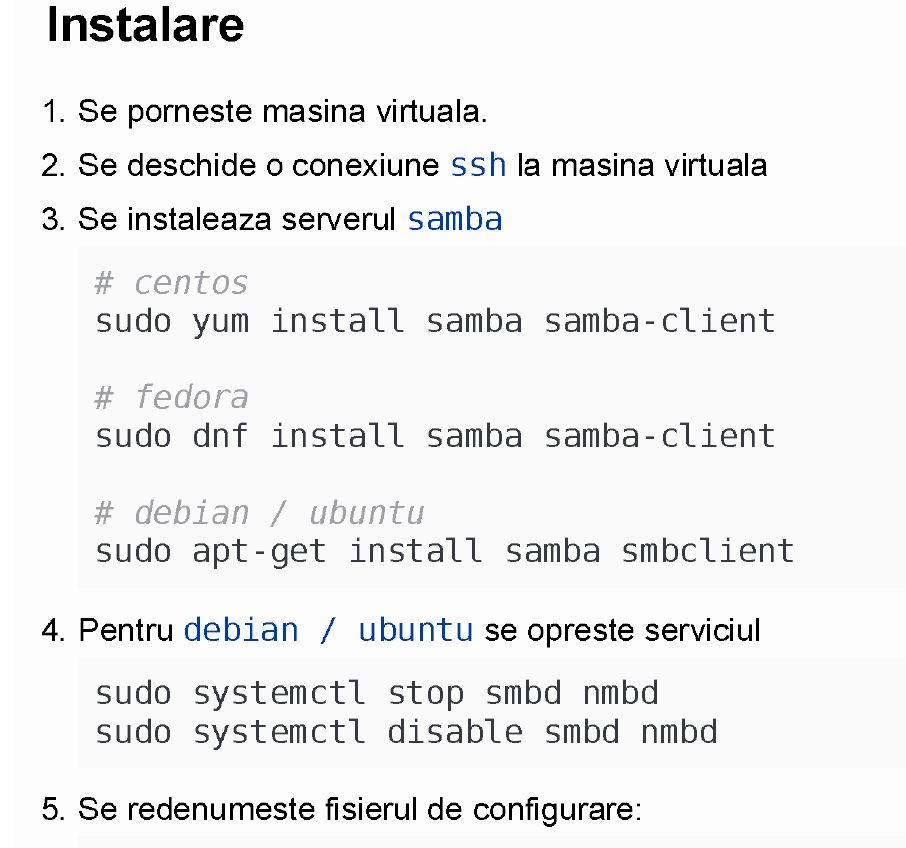 Instalare
1. Se porneste masina virtuala.
2. Se deschide o conexiune ssh la masina virtuala
3. Se instaleaza serverul samba
# centos
sudo yum install samba samba-client
# fedora
sudo dnf install samba samba-client
# debian / ubuntu
sudo apt-get install samba smbclient
4. Pentru debian / ubuntu se opreste serviciul
sudo systemctl stop smbd nmbd
sudo systemctl disable smbd nmbd
5. Se redenumeste fisierul de configurare: